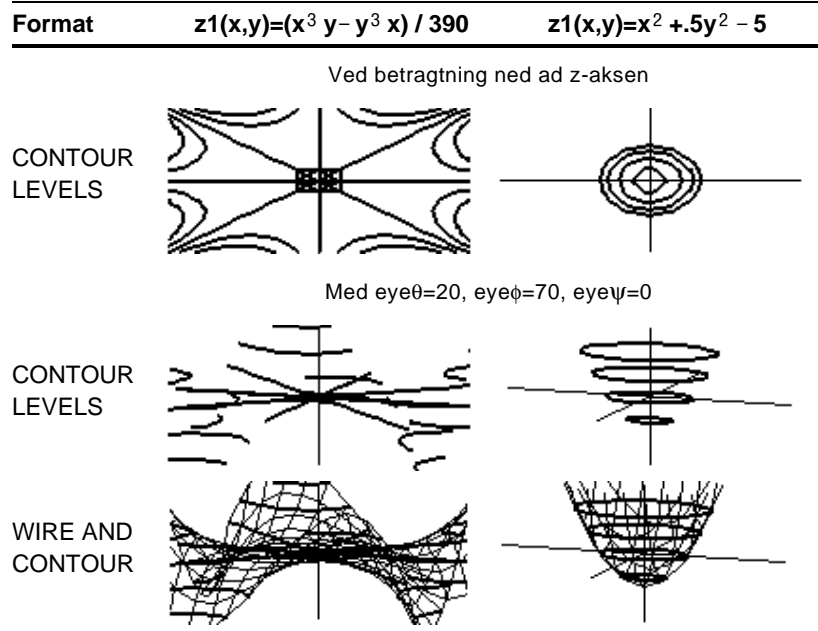 Format z1(x,y)=(x³ y– y³ x) / 390 z1(x,y)=x² +.5y² – 5
Ved betragtning ned ad z-aksen
CONTOUR
LEVELS
Med eyeθ=20, eyeϕ=70, eyeψ=0
CONTOUR
LEVELS
WIRE AND
CONTOUR